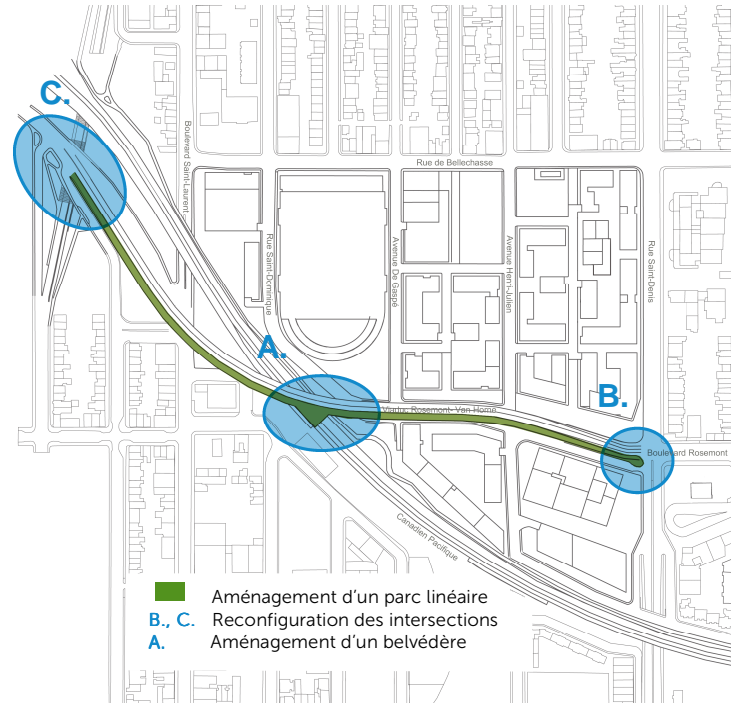 C.
Boulevard Saint-Laurent
Rue de Bellechasse
Rue Saint-Dominique
Avenue De Gaspé
Avenue Henri-Julien
Rue Saint-Denis
A.
B.
Viaduc Rosemont- Van Horne
Boulevard Rosemont
Canadien Pacifique
Aménagement d'un parc linéaire
B., C. Reconfiguration des intersections
A. Aménagement d'un belvédère